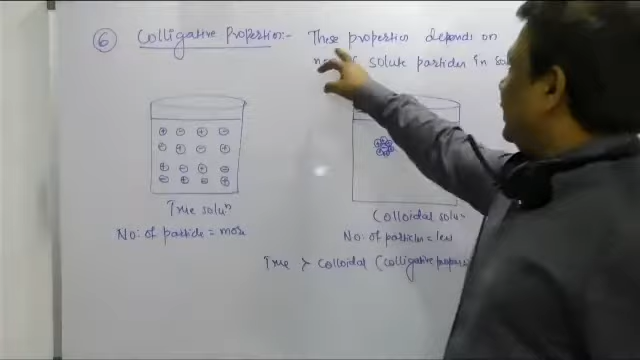 ⑥ Colligative Properties:- These properties depends on
solute particles in
True soluⁿ
Colloidal soluⁿ
No: of particle = more
No: of particles = less
True > Colloidal (colligative